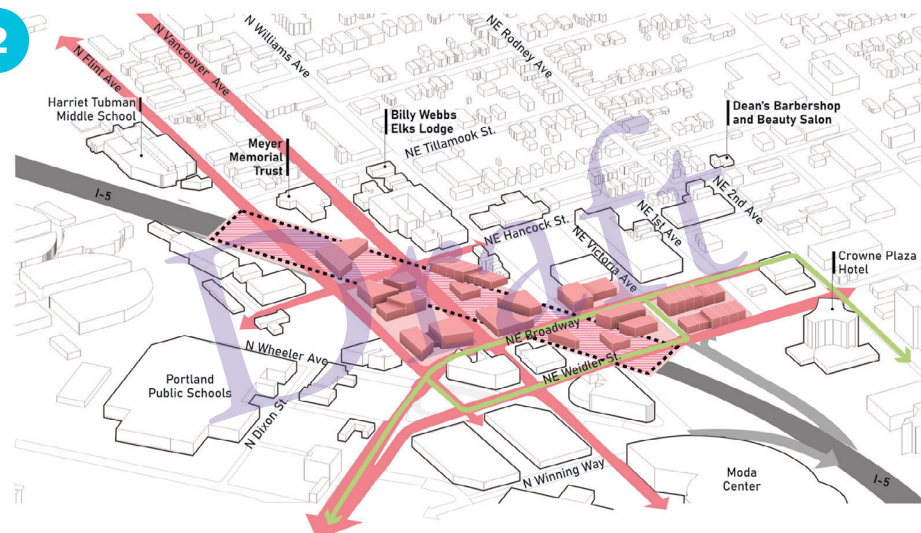 2
N Flint Ave
N Vancouver Ave
N Williams Ave
NE Rodney Ave
Harriet Tubman
Middle School
Meyer
Memorial
Trust
Billy Webbs
Elks Lodge
NE Tillamook St.
Dean's Barbershop
and Beauty Salon
I-5
NE Hancock St.
NE Victoria Ave
NE 1st Ave
NE 2nd Ave
Crowne Plaza
Hotel
Draft
NE Broadway
NE Weidler St.
N Wheeler Ave
Portland
Public Schools
N Dixon St.
N Winning Way
Moda
Center
I-5